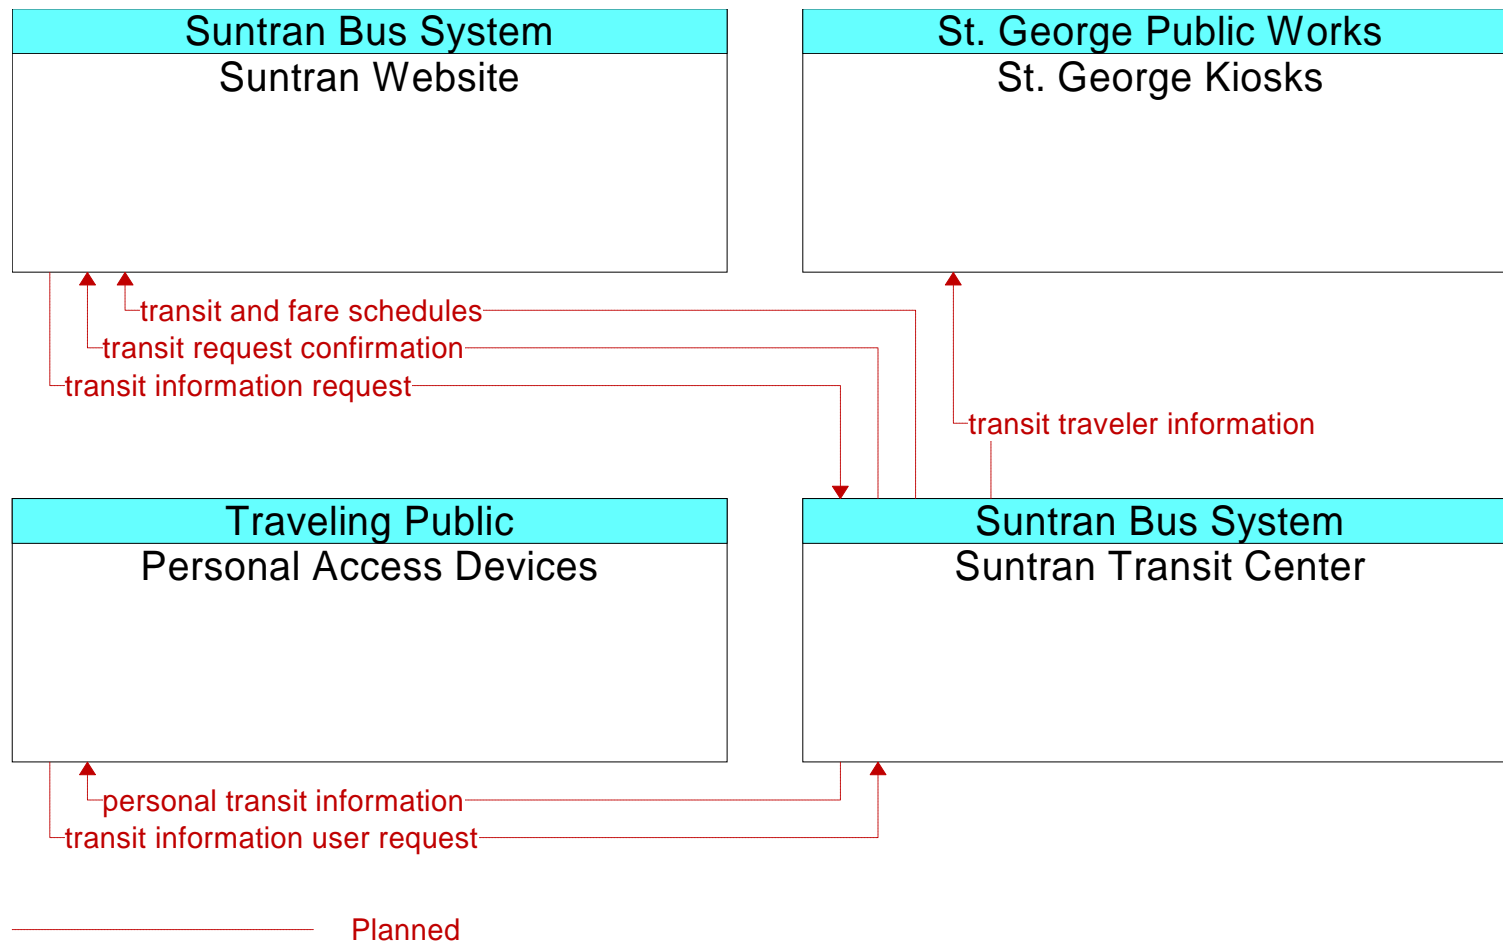 Suntran Bus System
Suntran Website
St. George Public Works
St. George Kiosks
transit and fare schedules
transit request confirmation
transit information request
transit traveler information
Traveling Public
Personal Access Devices
Suntran Bus System
Suntran Transit Center
personal transit information
transit information user request
Planned